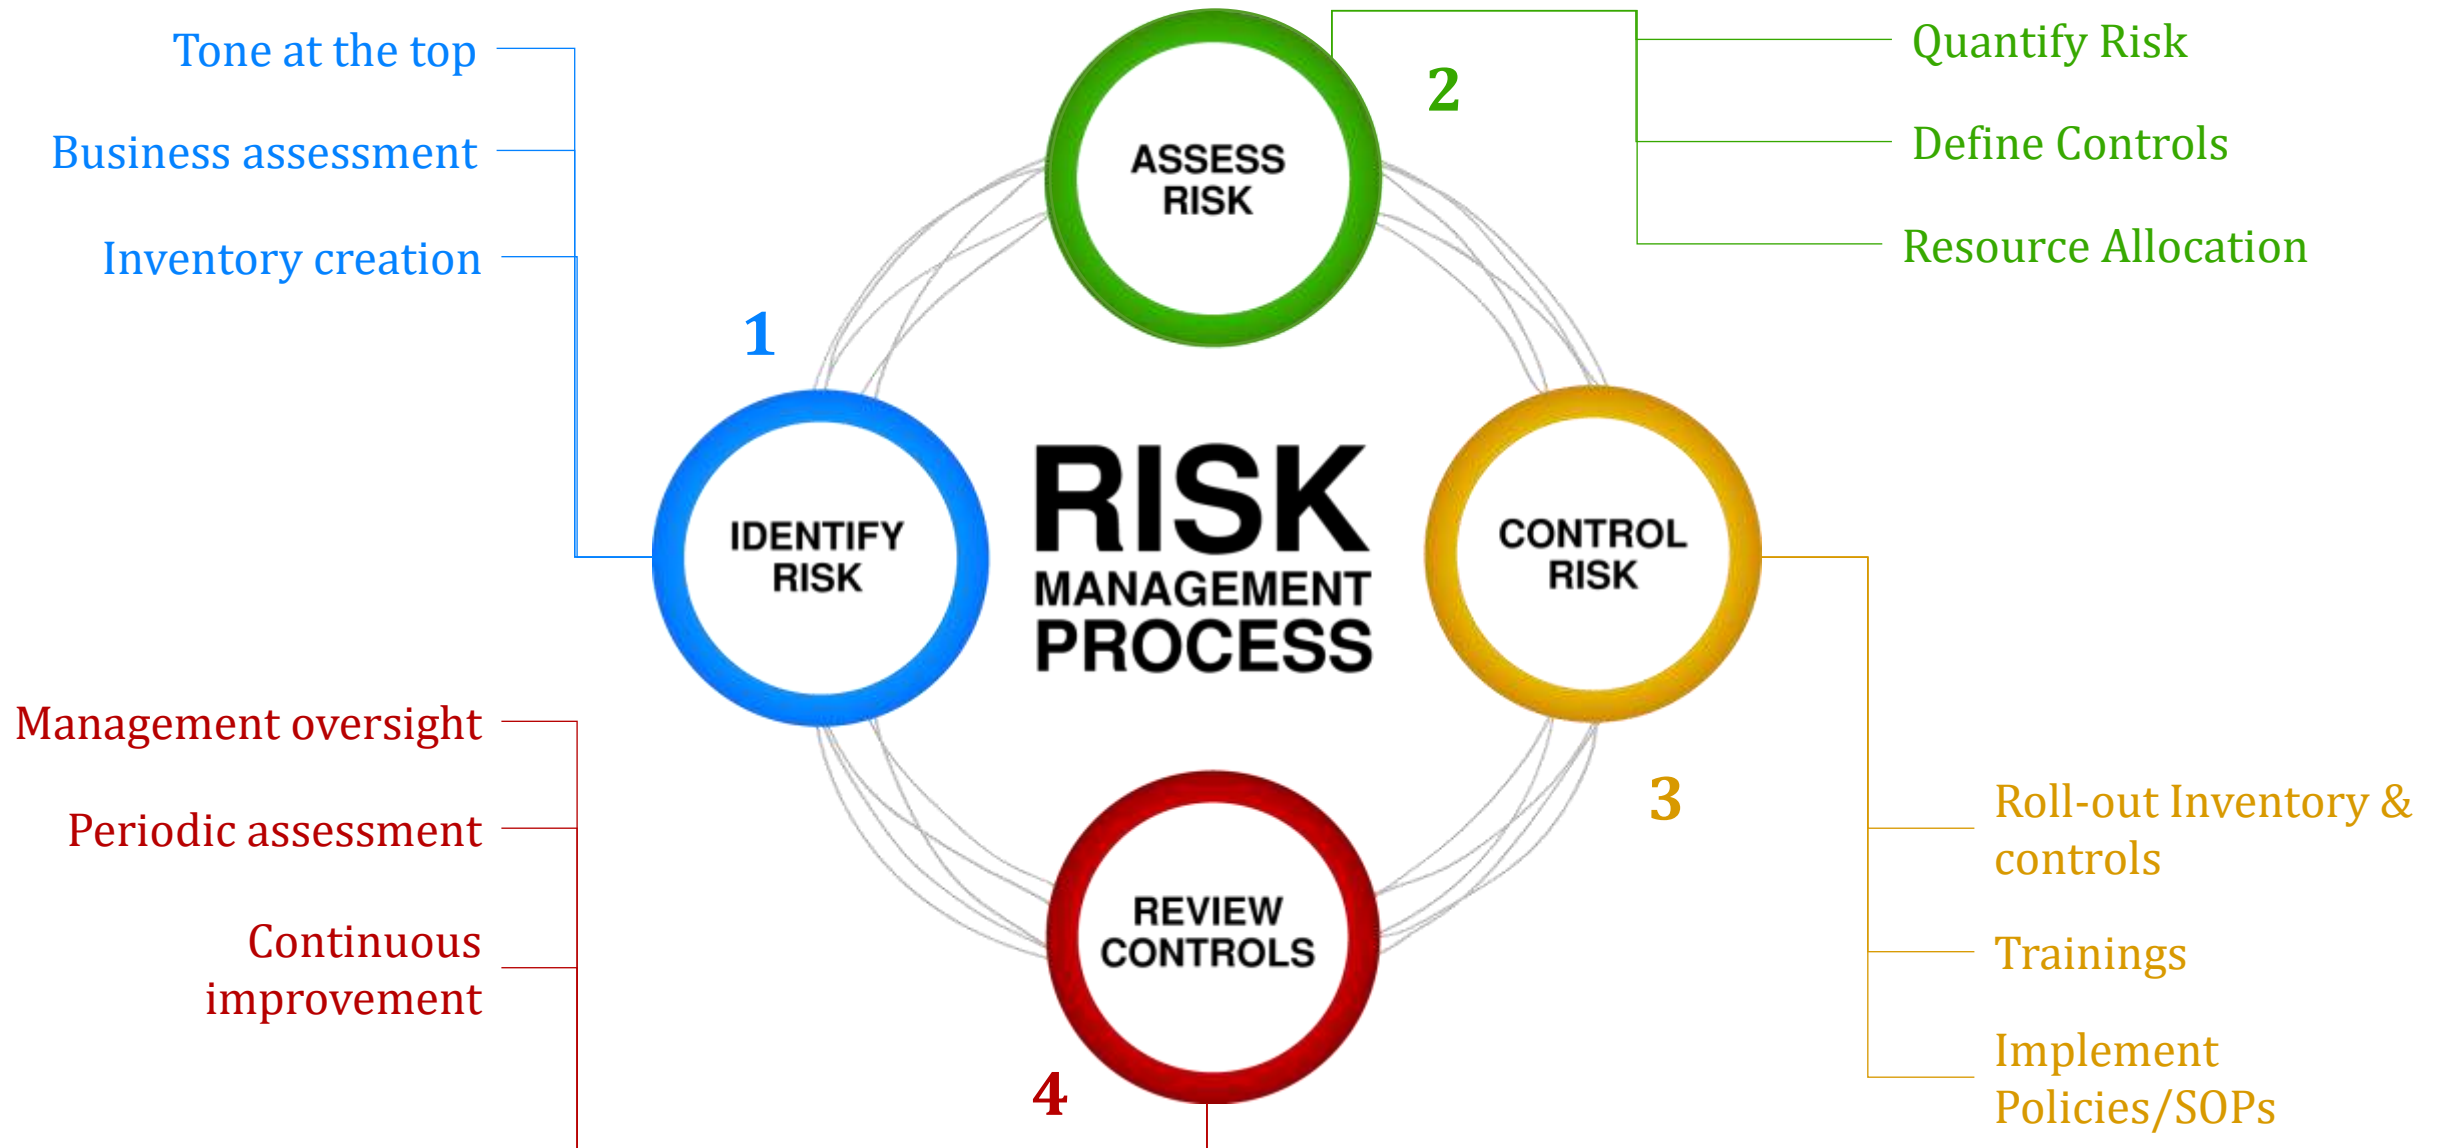 Tone at the top
Business assessment
Inventory creation
1
IDENTIFY
RISK
2
ASSESS
RISK
Quantify Risk
Define Controls
Resource Allocation
RISK
MANAGEMENT
PROCESS
CONTROL
RISK
3
Roll-out Inventory &
controls
Trainings
Implement
Policies/SOPs
REVIEW
CONTROLS
4
Management oversight
Periodic assessment
Continuous
improvement